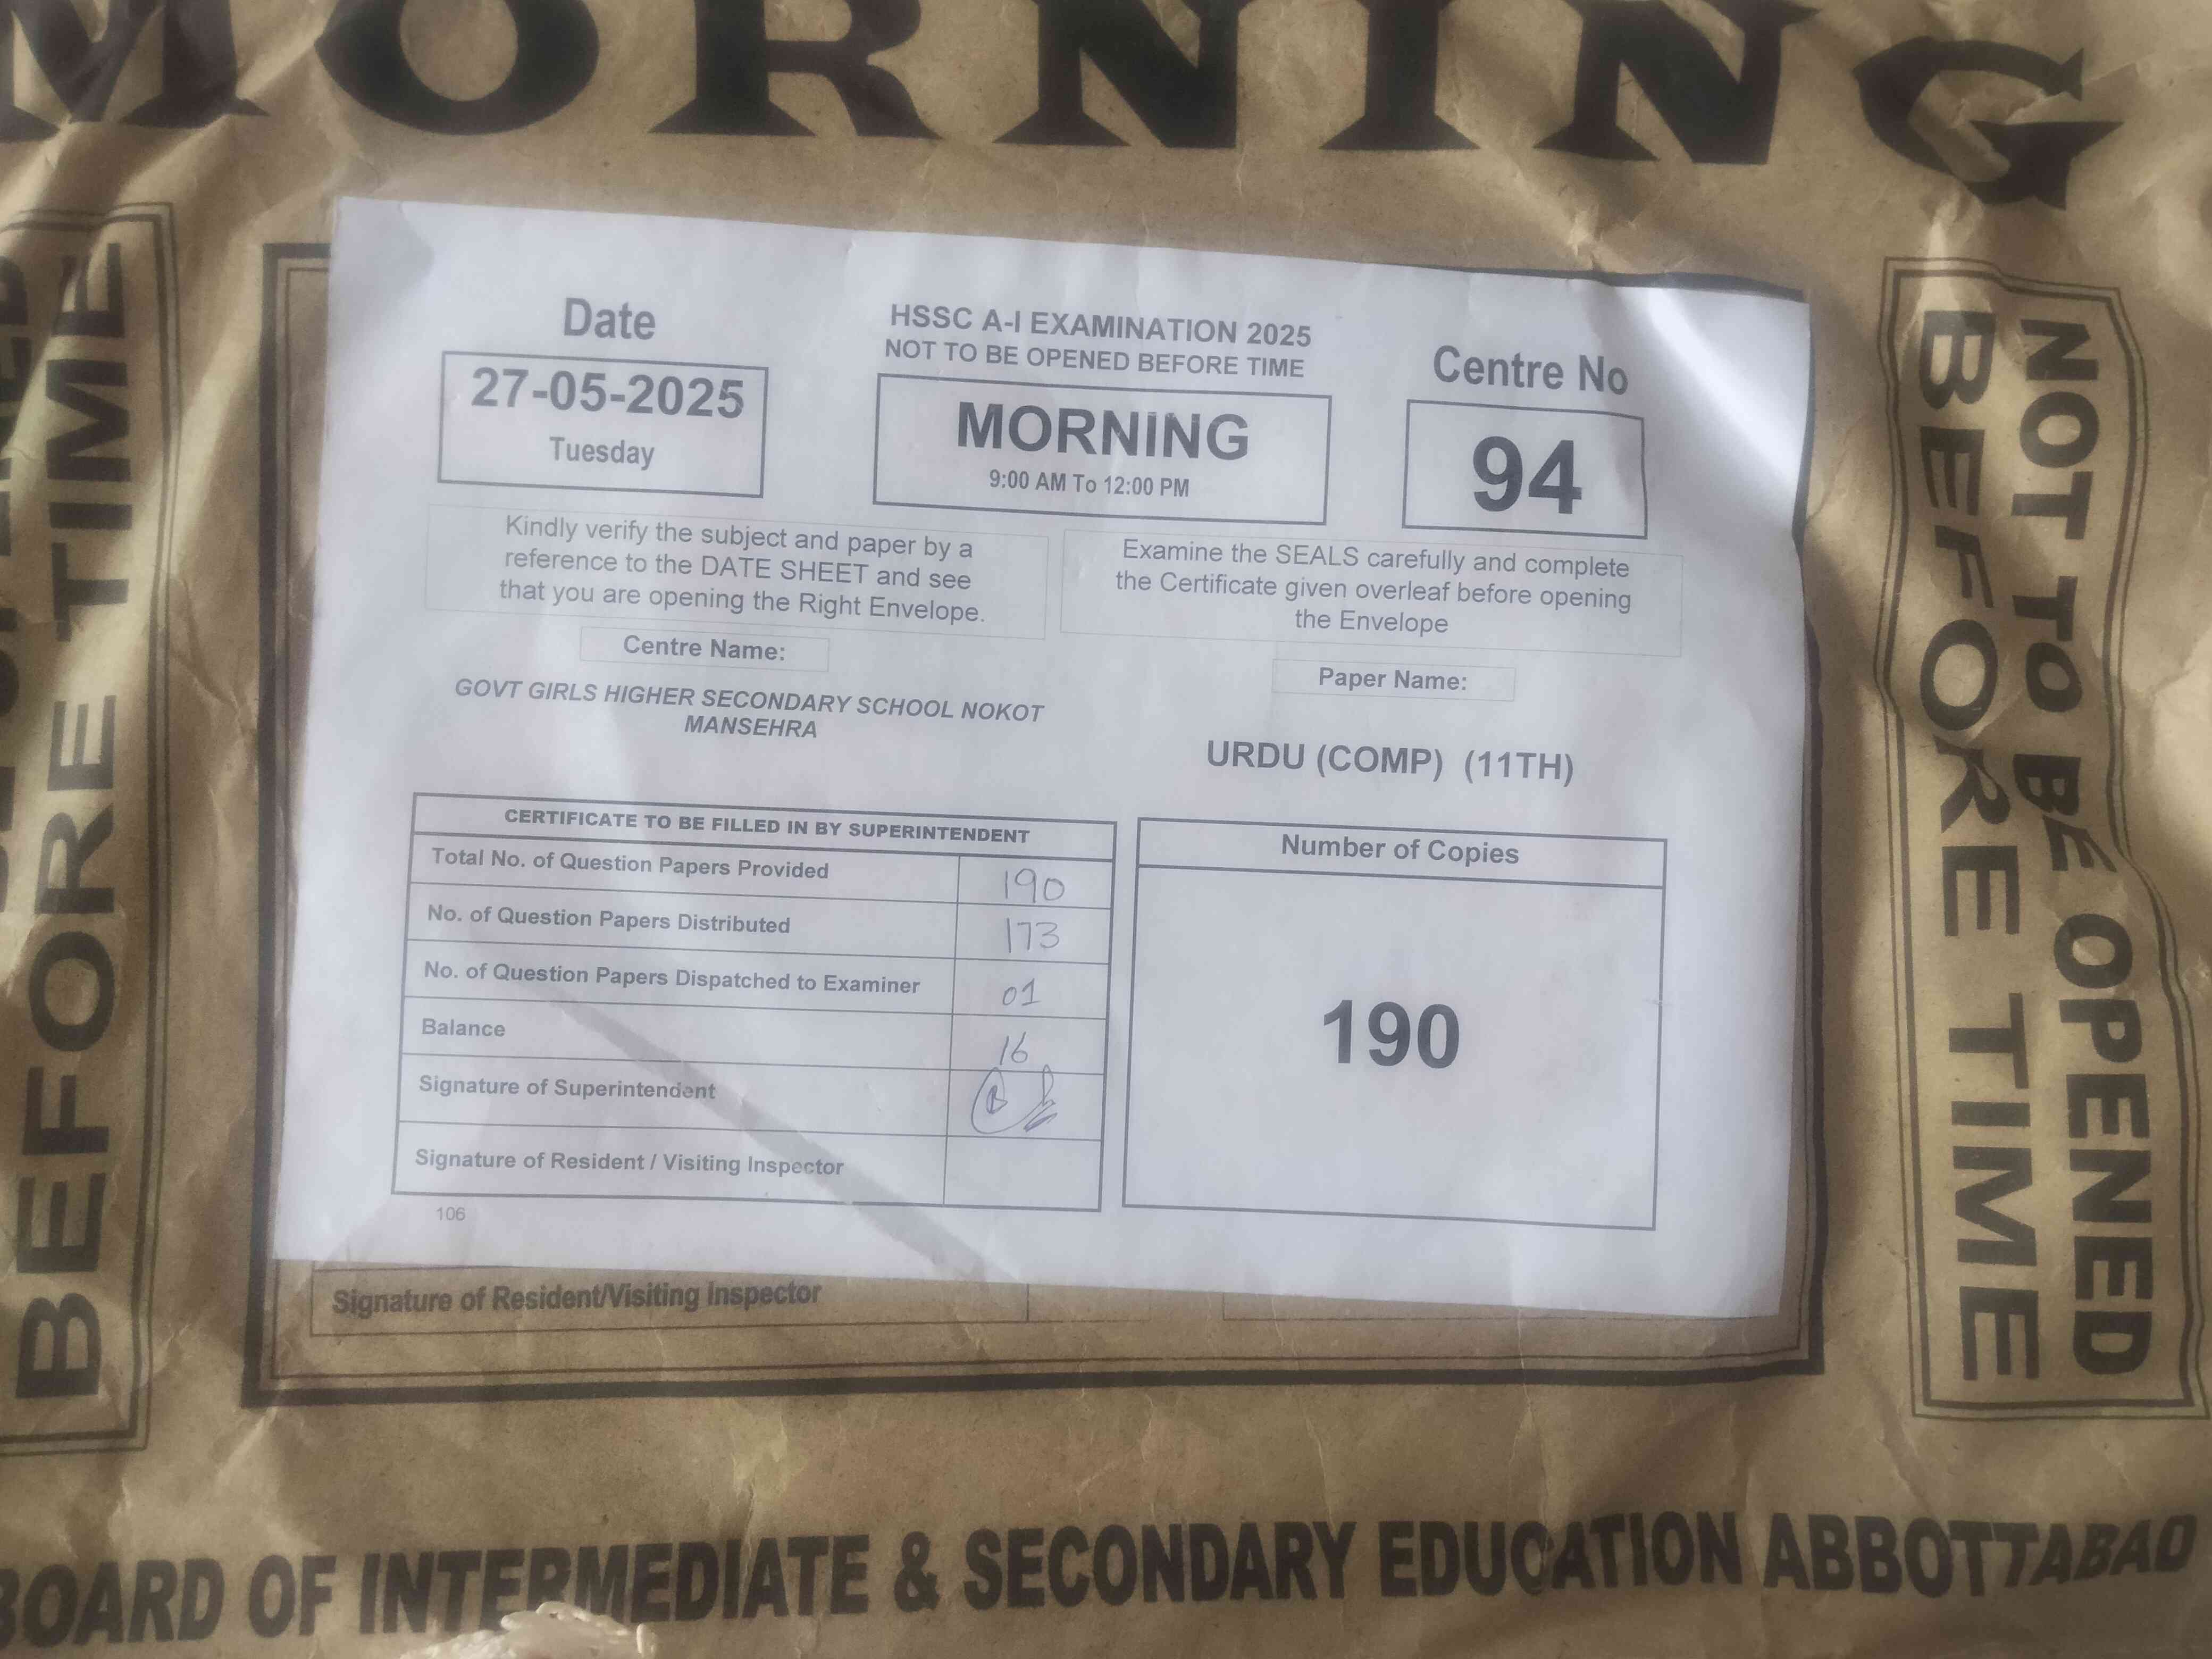 MORNING
BEFORE TIME
Date
27-05-2025
Tuesday
HSSC A-I EXAMINATION 2025
NOT TO BE OPENED BEFORE TIME
MORNING
9:00 AM To 12:00 PM
Centre No
94
Kindly verify the subject and paper by a
reference to the DATE SHEET and see
that you are opening the Right Envelope.
Examine the SEALS carefully and complete
the Certificate given overleaf before opening
the Envelope
Centre Name:
GOVT GIRLS HIGHER SECONDARY SCHOOL NOKOT
MANSEHRA
Paper Name:
URDU (COMP) (11TH)
CERTIFICATE TO BE FILLED IN BY SUPERINTENDENT
Total No. of Question Papers Provided 190
No. of Question Papers Distributed 173
No. of Question Papers Dispatched to Examiner 01
Balance 16
Signature of Superintendent
Signature of Resident / Visiting Inspector
Number of Copies
190
106
Signature of Resident/Visiting Inspector
NOT TO BE OPENED
BEFORE TIME
BOARD OF INTERMEDIATE & SECONDARY EDUCATION ABBOTTABAD